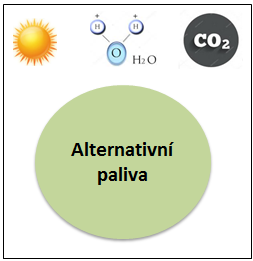 + +
H H
O
H₂O
CO₂
Alternativní
paliva